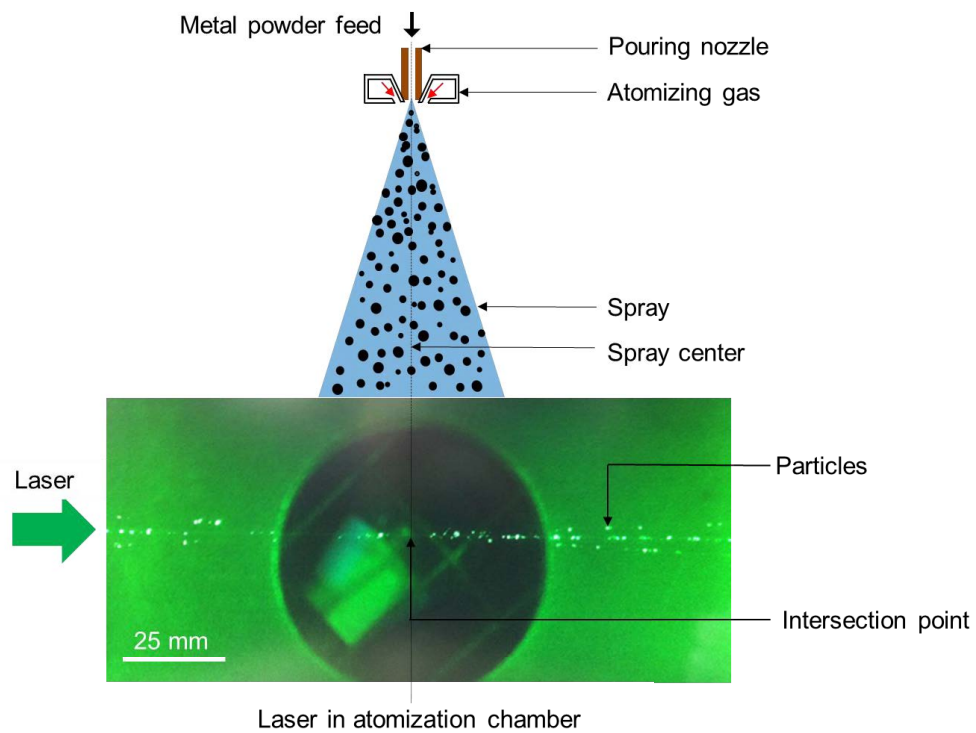 Metal powder feed
Pouring nozzle
Atomizing gas
Spray
Spray center
Laser
Particles
25 mm
Intersection point
Laser in atomization chamber